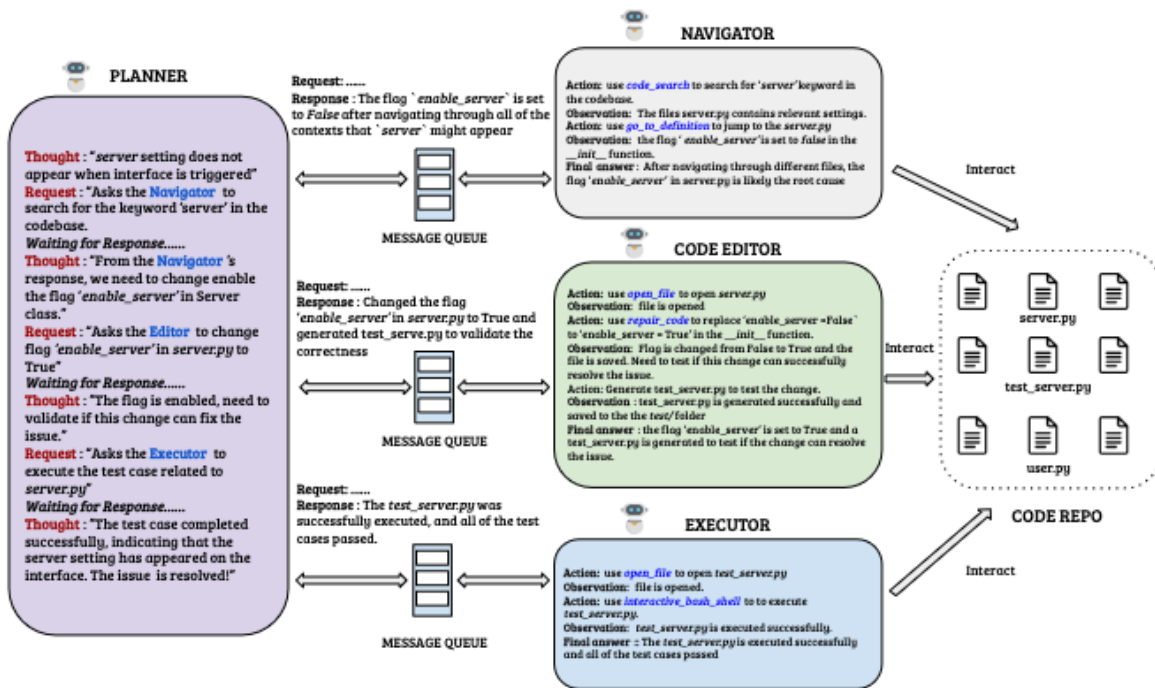 PLANNER
Thought : "server setting does not
appear when interface is triggered"
Request : "Asks the Navigator to
search for the keyword 'server' in the
codebase.
Waiting for Response......
Thought : "From the Navigator 's
response, we need to change enable
the flag 'enable_server' in Server
class."
Request : "Asks the Editor to change
flag 'enable_server' in server.py to
True"
Waiting for Response......
Thought : "The flag is enabled, need to
validate if this change can fix the
issue."
Request : "Asks the Executor to
execute the test case related to
server.py"
Waiting for Response......
Thought : "The test case completed
successfully, indicating that the
server setting has appeared on the
interface. The issue is resolved!"
Request: ......
Response : The flag `enable_server` is set
to False after navigating through all of the
contexts that `server` might appear
MESSAGE QUEUE
Request: ......
Response : Changed the flag
'enable_server' in server.py to True and
generated test_serve.py to validate the
correctness
MESSAGE QUEUE
Request: ......
Response : The test_server.py was
successfully executed, and all of the test
cases passed.
MESSAGE QUEUE
NAVIGATOR
Action: use code_search to search for 'server' keyword in
the codebase.
Observation: The files server.py contains relevant settings.
Action: use go_to_definition to jump to the server.py
Observation: the flag ' enable_server' is set to false in the
__init__ function.
Final answer : After navigating through different files, the
flag 'enable_server' in server.py is likely the root cause
CODE EDITOR
Action: use open_file to open server.py
Observation: file is opened
Action: use repair_code to replace 'enable_server =False`
to 'enable_server = True' in the __init__ function.
Observation: Flag is changed from False to True and the
file is saved. Need to test if this change can successfully
resolve the issue.
Action: Generate test_server.py to test the change.
Observation : test_server.py is generated successfully and
saved to the the test/ folder
Final answer : the flag 'enable_server' is set to True and a
test_server.py is generated to test if the change can resolve
the issue.
EXECUTOR
Action: use open_file to open test_server.py
Observation: file is opened.
Action: use interactive_bash_shell to to execute
test_server.py.
Observation: test_server.py is executed successfully.
Final answer :: The test_server.py is executed successfully
and all of the test cases passed
Interact
Interact
Interact
server.py
test_server.py
user.py
CODE REPO